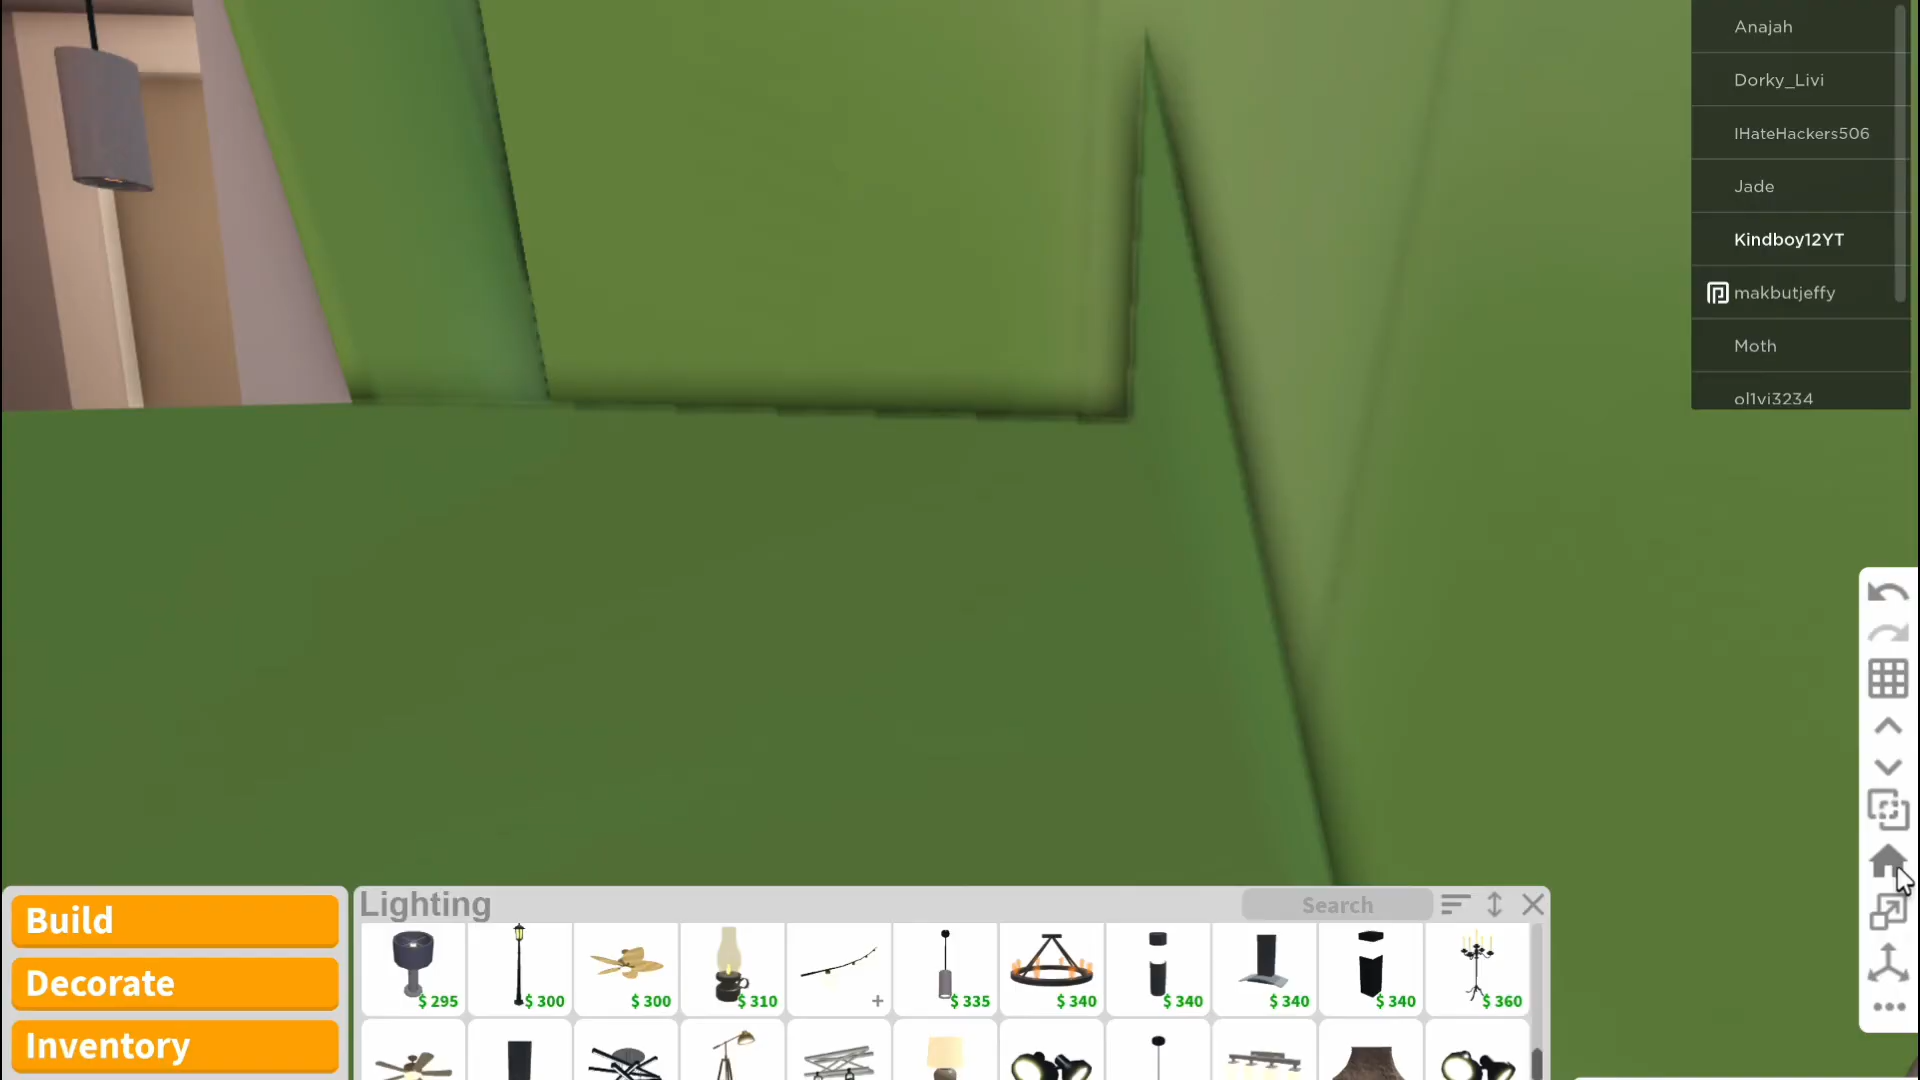 Anajah
Dorky_Livi
IHateHackers506
Jade
Kindboy12YT
makbutjeffy
Moth
ol1vi3234
Build
Decorate
Inventory
Lighting
Search
$ 295
$ 300
$ 300
$ 310
+
$ 335
$ 340
$ 340
$ 340
$ 340
$ 360